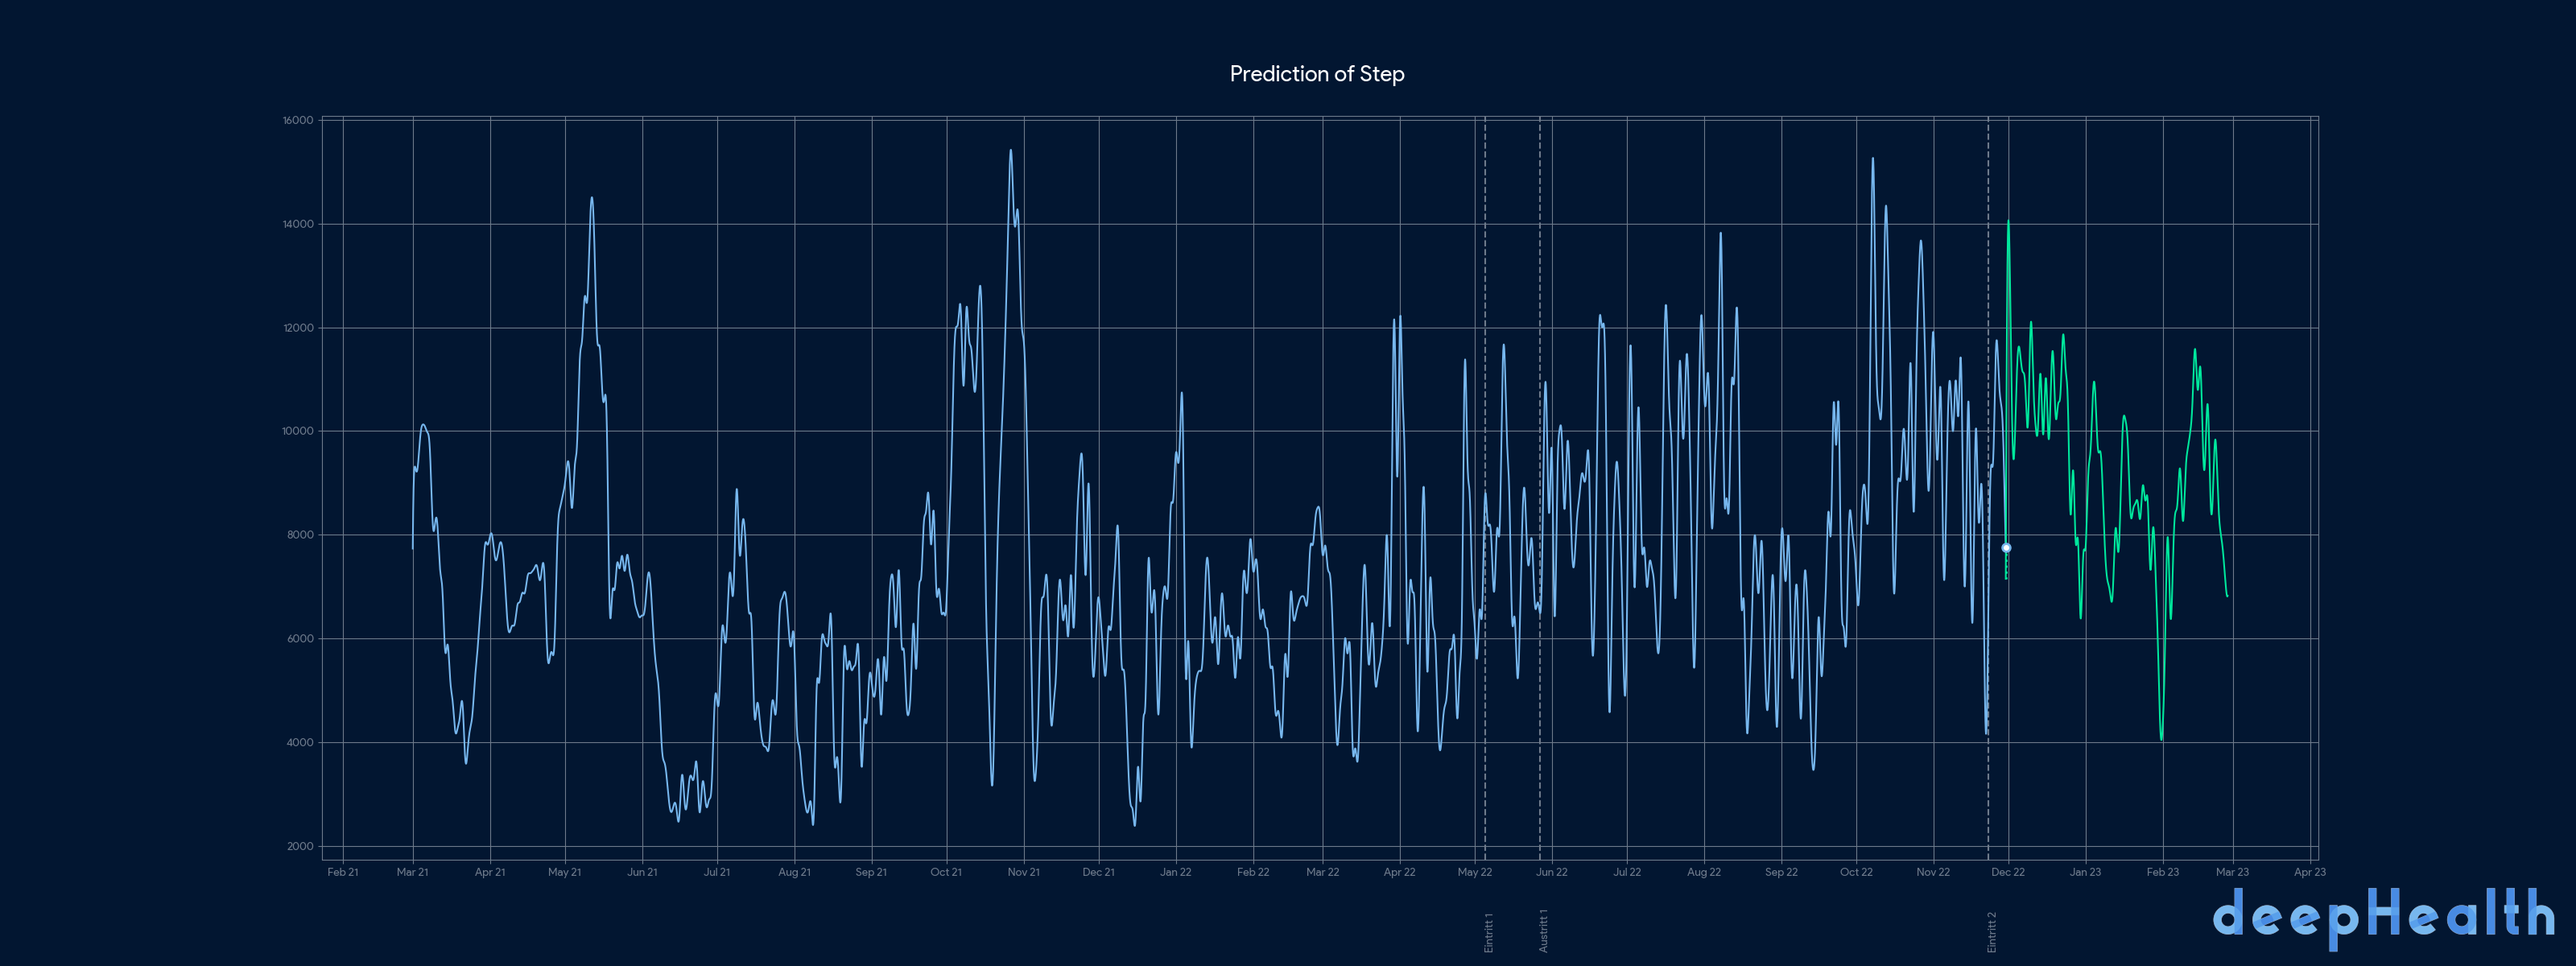 Prediction of Step
16000
14000
12000
10000
8000
6000
4000
2000
Feb 21 Mar 21 Apr 21 May 21 Jun 21 Jul 21 Aug 21 Sep 21 Oct 21 Nov 21 Dec 21 Jan 22 Feb 22 Mar 22 Apr 22 May 22 Jun 22 Jul 22 Aug 22 Sep 22 Oct 22 Nov 22 Dec 22 Jan 23 Feb 23 Mar 23 Apr 23
Eintritt 1
Austritt 1
Eintritt 2
deepHealth